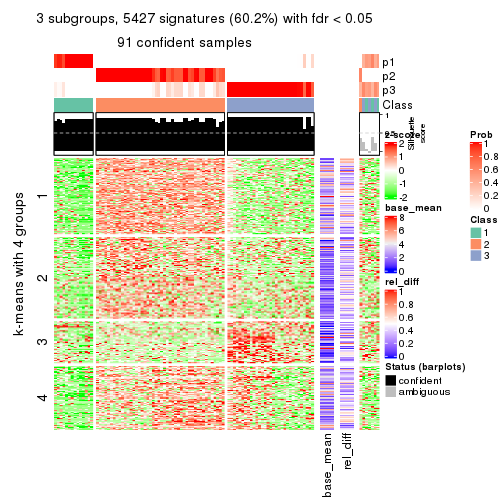 3 subgroups, 5427 signatures (60.2%) with fdr < 0.05
91 confident samples
p1
p2
p3
Class
1
0.5
Silhouette
score
k-means with 4 groups
1
2
3
4
base_mean
rel_diff
z-score
2
1
0
-1
-2
base_mean
8
6
4
2
0
rel_diff
1
0.8
0.6
0.4
0.2
0
Status (barplots)
confident
ambiguous
Prob
1
0.8
0.6
0.4
0.2
0
Class
1
2
3